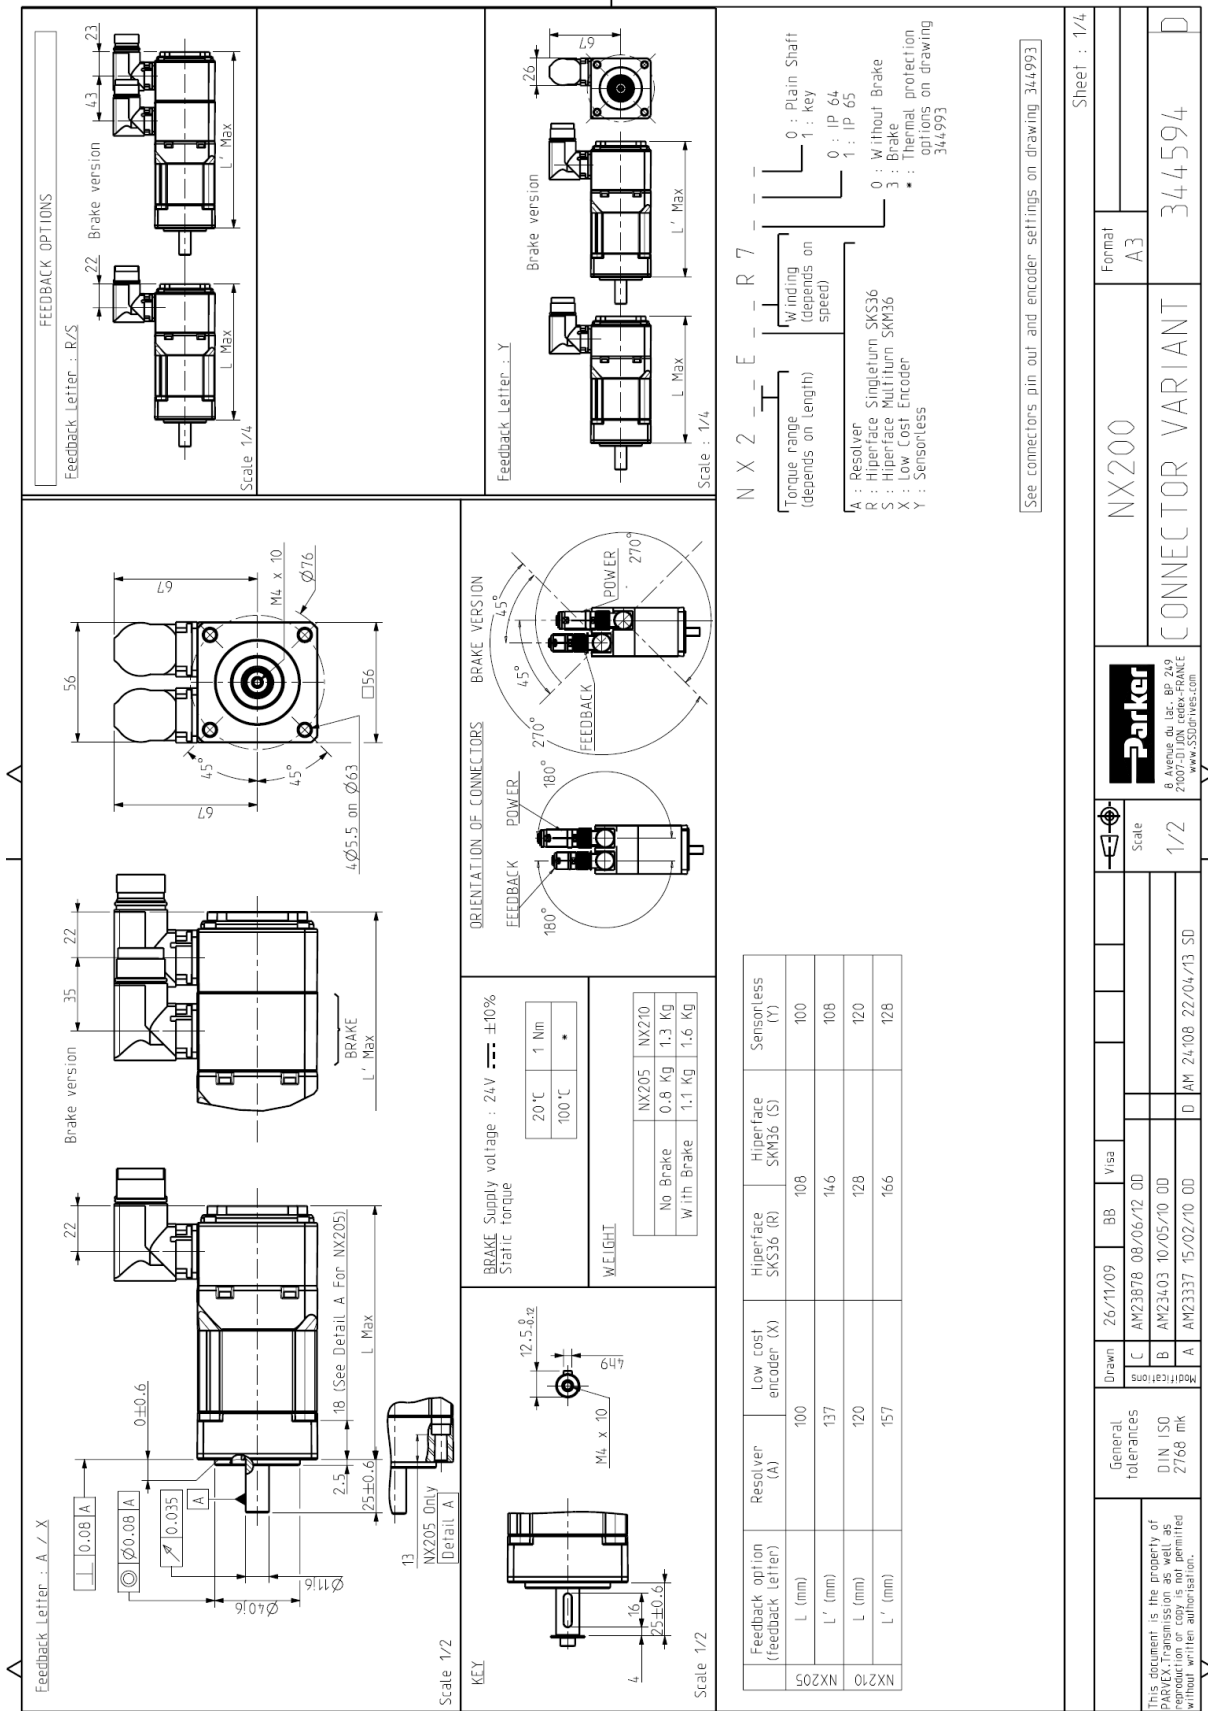 Feedback Letter : A / X
⊥ 0.08 A
◎ Ø0.08 A
↗ 0.035
A
0±0.6
22
Ø40j6
Ø11j6
2.5
25±0.6
18 (See Detail A For NX205)
L Max
13
NX205 Only
Detail A
Scale 1/2
Brake version
35
22
BRAKE
L' Max
56
67
67
45°
45°
4Ø5.5 on Ø63
M4 x 10
Ø76
□56
FEEDBACK OPTIONS
Feedback Letter : R/S
22
Brake version
43
23
L Max
L' Max
Scale 1/4
Feedback Letter : Y
Brake version
26
67
L Max
L' Max
Scale : 1/4
KEY
12.5 0 -0.12
4h9
M4 x 10
4
16
25±0.6
Scale 1/2
BRAKE Supply voltage : 24V ⎓ ±10%
Static torque
20°C 1 Nm
100°C *
WEIGHT
NX205 NX210
No Brake 0.8 Kg 1.3 Kg
With Brake 1.1 Kg 1.6 Kg
ORIENTATION OF CONNECTORS
BRAKE VERSION
FEEDBACK
POWER
180°
180°
FEEDBACK
POWER
270°
270°
45°
45°
Feedback option (feedback letter) Resolver (A) Low cost encoder (X) Hiperface SKS36 (R) Hiperface SKM36 (S) Sensorless (Y)
NX205 L (mm) 100 108 100
L' (mm) 137 146 108
NX210 L (mm) 120 128 120
L' (mm) 157 166 128
N X 2 _ _ E _ _ _ R 7 _ _ _
Torque range
(depends on length)
Winding
(depends on
speed)
A : Resolver
R : Hiperface Singleturn SKS36
S : Hiperface Multiturn SKM36
X : Low Cost Encoder
Y : Sensorless
0 : Plain Shaft
1 : Key
0 : IP 64
1 : IP 65
0 : Without Brake
3 : Brake
* : Thermal protection
options on drawing
344993
See connectors pin out and encoder settings on drawing 344993
Sheet : 1/4
This document is the property of
PARVEX.Transmission as well as
reproduction or copy is not permitted
without written authorisation.
General
tolerances
DIN ISO
2768 mK
Drawn 26/11/09 BB Visa
Modifications
C AM23878 08/06/12 OD
B AM23403 10/05/10 OD
A AM23337 15/02/10 OD
D AM 24108 22/04/13 SD
Scale
1/2
Parker
8 Avenue du lac. BP 249
21007-DIJON cedex-FRANCE
www.SSDdrives.com
NX200
CONNECTOR VARIANT
Format
A3
344594
D